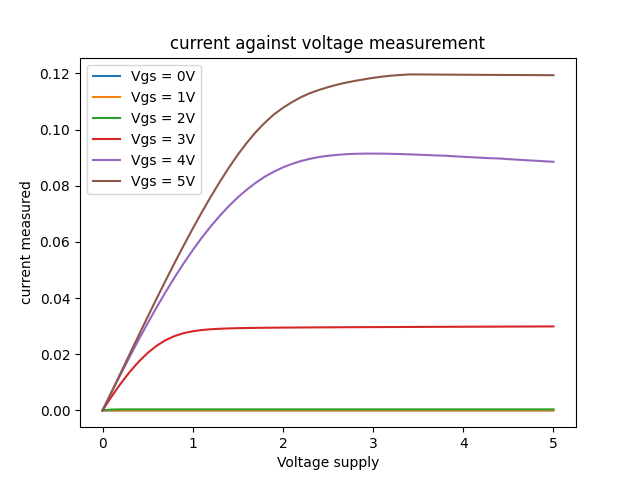 current against voltage measurement
Vgs = 0V
Vgs = 1V
Vgs = 2V
Vgs = 3V
Vgs = 4V
Vgs = 5V
current measured
0.12
0.10
0.08
0.06
0.04
0.02
0.00
0 1 2 3 4 5
Voltage supply